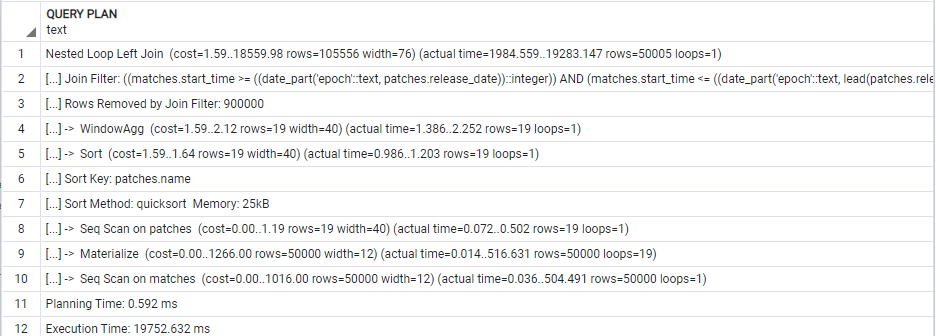 QUERY PLAN
text
1 Nested Loop Left Join (cost=1.59..18559.98 rows=105556 width=76) (actual time=1984.559..19283.147 rows=50005 loops=1)
2 [...] Join Filter: ((matches.start_time >= ((date_part('epoch'::text, patches.release_date))::integer)) AND (matches.start_time <= ((date_part('epoch'::text, lead(patches.rele
3 [...] Rows Removed by Join Filter: 900000
4 [...] -> WindowAgg (cost=1.59..2.12 rows=19 width=40) (actual time=1.386..2.252 rows=19 loops=1)
5 [...] -> Sort (cost=1.59..1.64 rows=19 width=40) (actual time=0.986..1.203 rows=19 loops=1)
6 [...] Sort Key: patches.name
7 [...] Sort Method: quicksort Memory: 25kB
8 [...] -> Seq Scan on patches (cost=0.00..1.19 rows=19 width=40) (actual time=0.072..0.502 rows=19 loops=1)
9 [...] -> Materialize (cost=0.00..1266.00 rows=50000 width=12) (actual time=0.014..516.631 rows=50000 loops=19)
10 [...] -> Seq Scan on matches (cost=0.00..1016.00 rows=50000 width=12) (actual time=0.036..504.491 rows=50000 loops=1)
11 Planning Time: 0.592 ms
12 Execution Time: 19752.632 ms